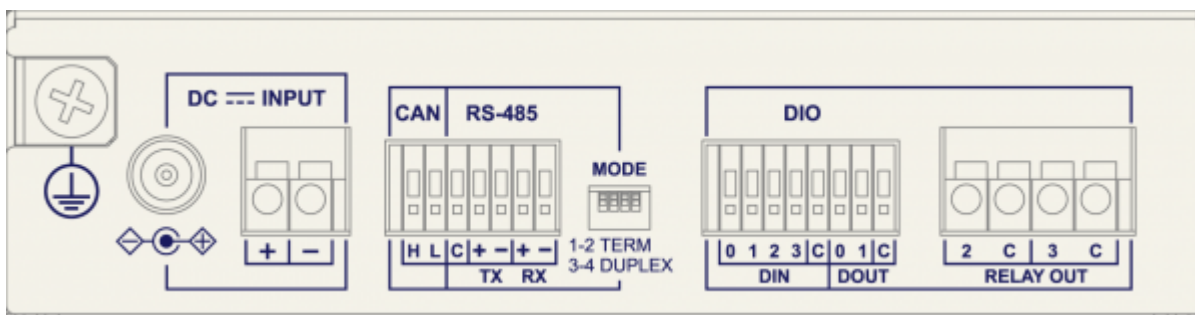 DC ⎓ INPUT
+ −
CAN RS-485
H L C + − + −
TX RX
MODE
1-2 TERM
3-4 DUPLEX
DIO
0 1 2 3 C 0 1 C
DIN DOUT
2 C 3 C
RELAY OUT